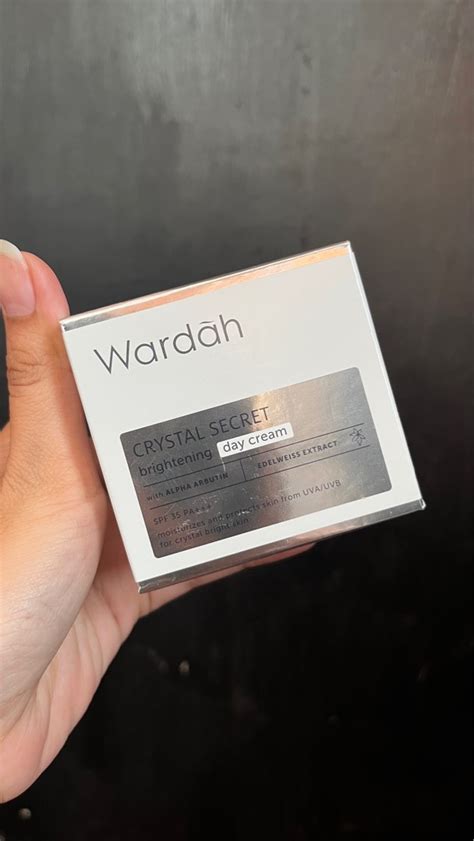 Wardãh
CRYSTAL SECRET
brightening day cream
with ALPHA ARBUTIN EDELWEISS EXTRACT
SPF 35 PA+++
moisturizes and protects skin from UVA/UVB
for crystal bright skin